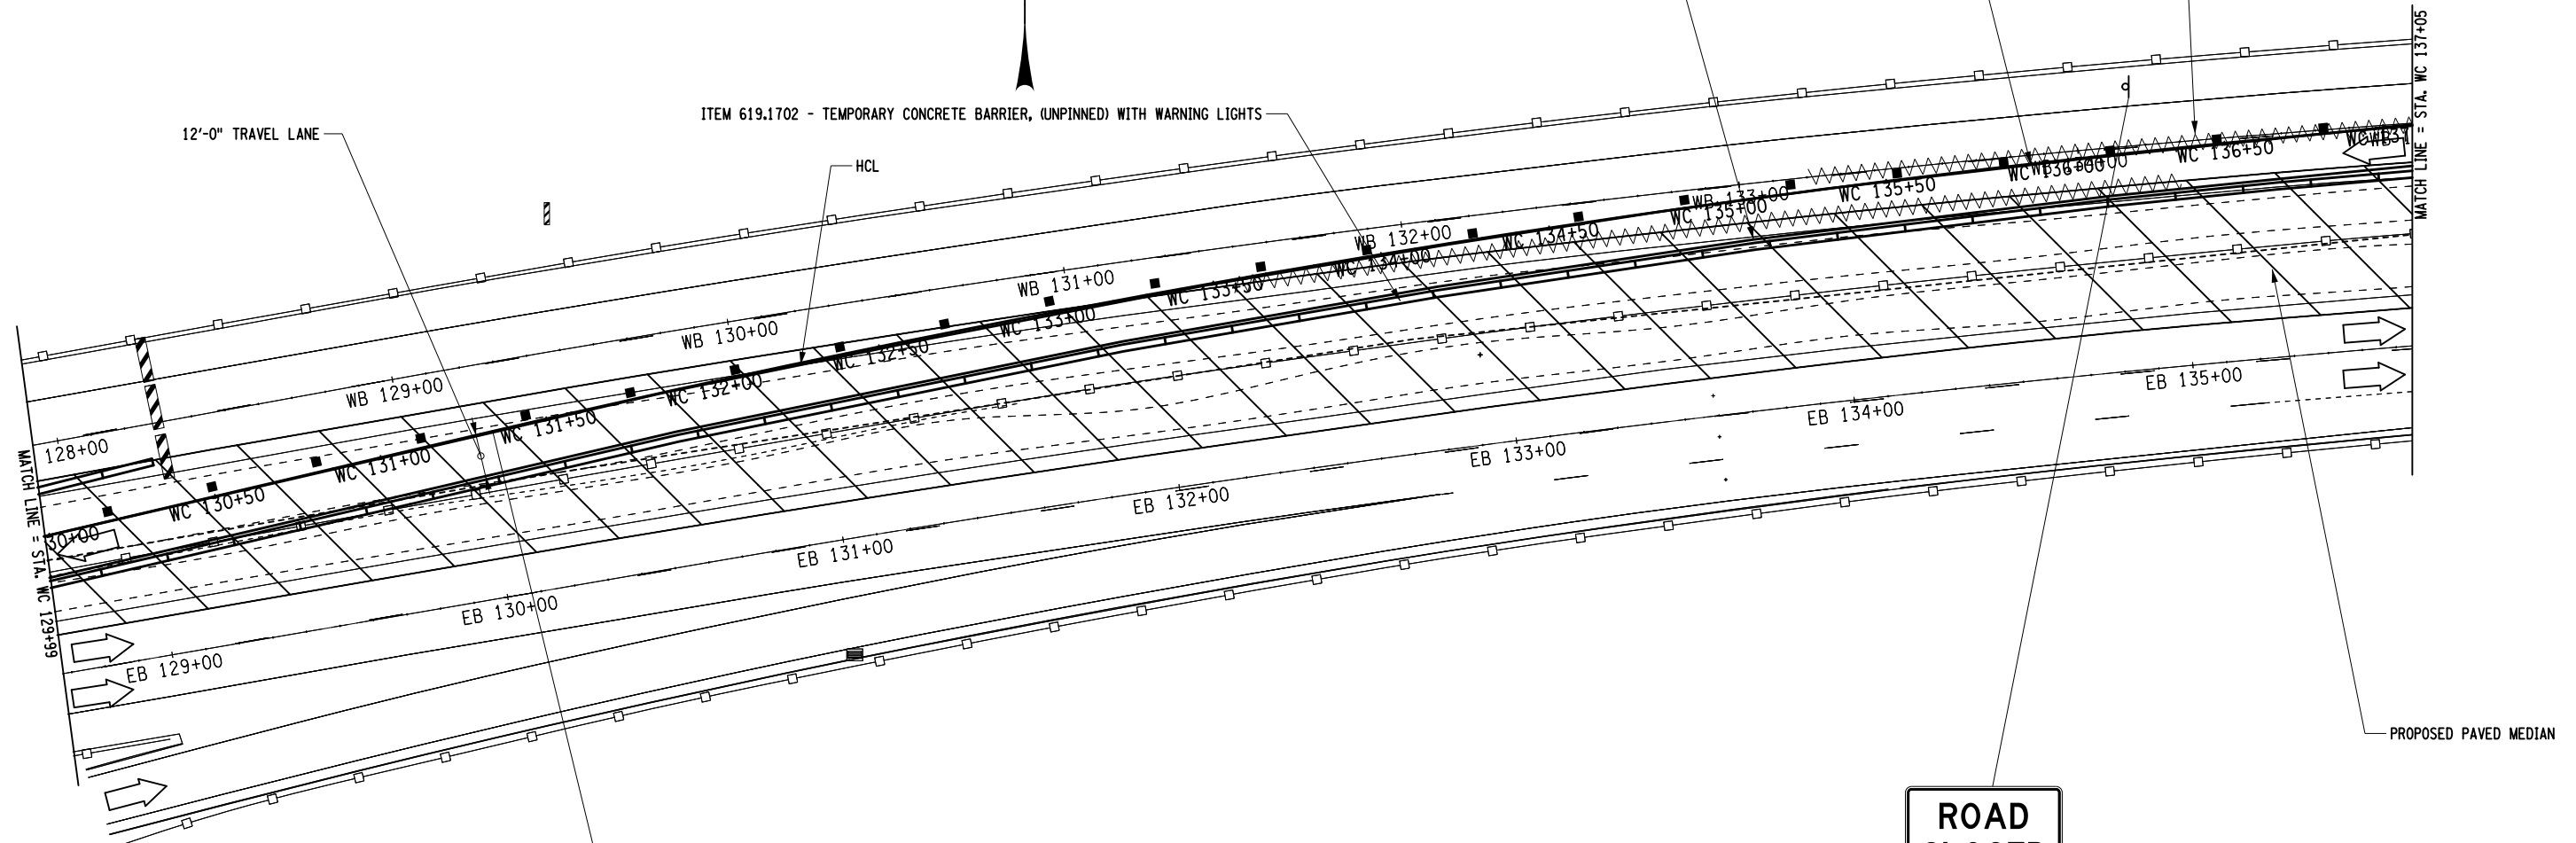 MATCH LINE = STA. WC 137+05
ITEM 619.1702 - TEMPORARY CONCRETE BARRIER, (UNPINNED) WITH WARNING LIGHTS
12'-0" TRAVEL LANE
HCL
WC 136+50
WC 136+00
WC 135+50
WB 133+00
WC 135+00
WC 134+50
WB 132+00
WC 134+00
WB 131+00
WC 133+50
WC 133+00
WB 130+00
WC 132+50
WC 132+00
WB 129+00
WC 131+50
WC 131+00
128+00
WC 130+50
30+00
MATCH LINE = STA. WC 129+99
EB 135+00
EB 134+00
EB 133+00
EB 132+00
EB 131+00
EB 130+00
EB 129+00
PROPOSED PAVED MEDIAN
ROAD